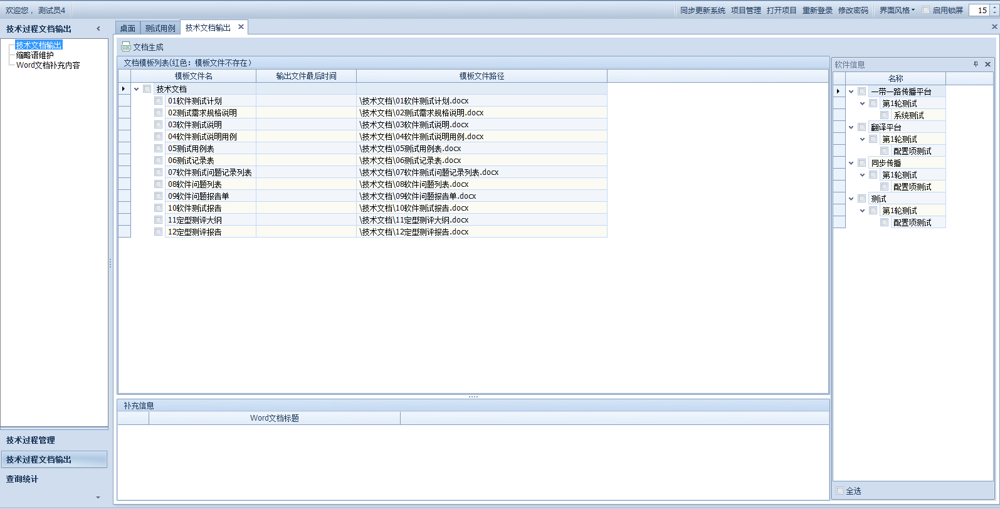 欢迎您， 测试员4
同步更新系统 项目管理 打开项目 重新登录 修改密码 界面风格 启用锁屏 15
技术过程文档输出
技术文档输出
缩略语维护
Word文档补充内容
技术过程管理
技术过程文档输出
查询统计
桌面 测试用例 技术文档输出
文档生成
文档模板列表(红色：模板文件不存在)
模板文件名 输出文件最后时间 模板文件路径
技术文档
01软件测试计划 \技术文档\01软件测试计划.docx
02测试需求规格说明 \技术文档\02测试需求规格说明.docx
03软件测试说明 \技术文档\03软件测试说明.docx
04软件测试说明用例 \技术文档\04软件测试说明用例.docx
05测试用例表 \技术文档\05测试用例表.docx
06测试记录表 \技术文档\06测试记录表.docx
07软件测试问题记录列表 \技术文档\07软件测试问题记录列表.docx
08软件问题列表 \技术文档\08软件问题列表.docx
09软件问题报告单 \技术文档\09软件问题报告单.docx
10软件测试报告 \技术文档\10软件测试报告.docx
11定型测评大纲 \技术文档\11定型测评大纲.docx
12定型测评报告 \技术文档\12定型测评报告.docx
补充信息
Word文档标题
软件信息
名称
一带一路传播平台
第1轮测试
系统测试
翻译平台
第1轮测试
配置项测试
同步传播
第1轮测试
配置项测试
测试
第1轮测试
配置项测试
全选